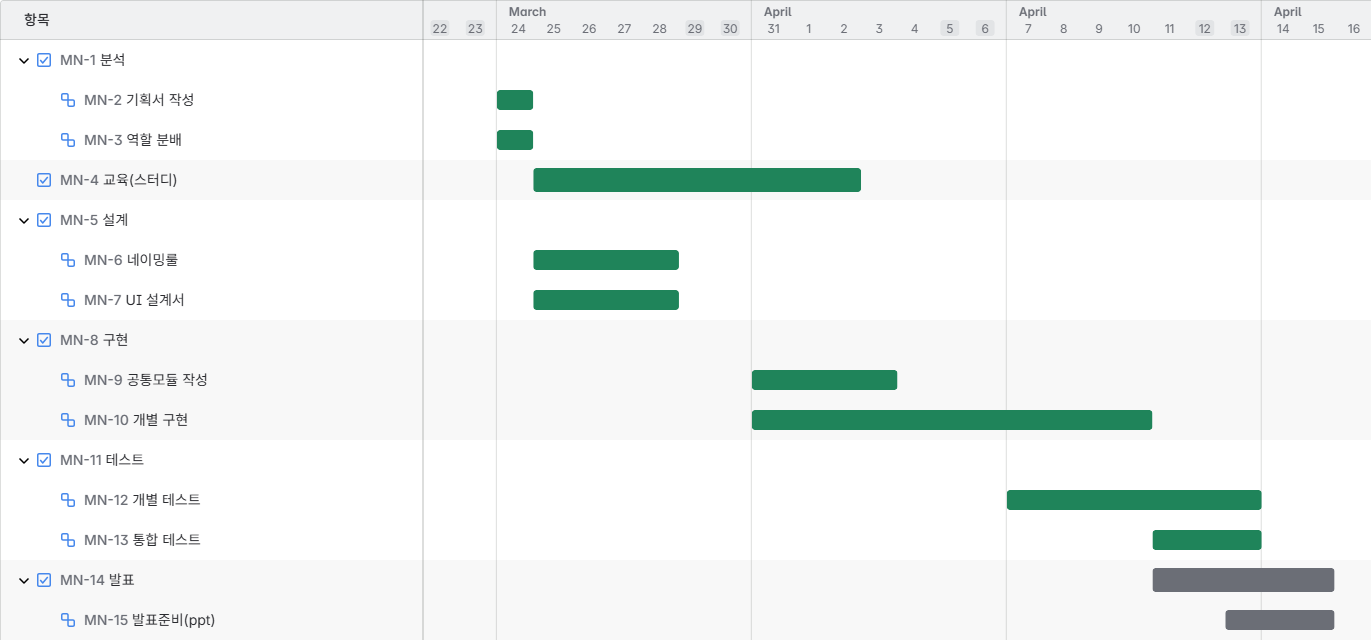 항목
March April April April
22 23 24 25 26 27 28 29 30 31 1 2 3 4 5 6 7 8 9 10 11 12 13 14 15 16
MN-1 분석
MN-2 기획서 작성
MN-3 역할 분배
MN-4 교육(스터디)
MN-5 설계
MN-6 네이밍룰
MN-7 UI 설계서
MN-8 구현
MN-9 공통모듈 작성
MN-10 개별 구현
MN-11 테스트
MN-12 개별 테스트
MN-13 통합 테스트
MN-14 발표
MN-15 발표준비(ppt)